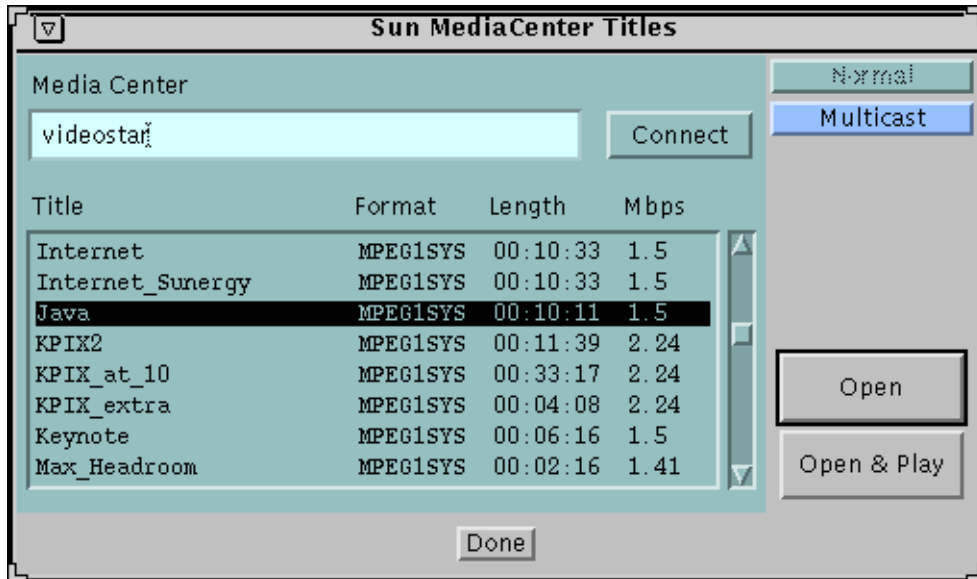 Sun MediaCenter Titles
Media Center
videostar
Connect
Normal
Multicast
Title Format Length Mbps
Internet MPEG1SYS 00:10:33 1.5
Internet_Sunergy MPEG1SYS 00:10:33 1.5
Java MPEG1SYS 00:10:11 1.5
KPIX2 MPEG1SYS 00:11:39 2.24
KPIX_at_10 MPEG1SYS 00:33:17 2.24
KPIX_extra MPEG1SYS 00:04:08 2.24
Keynote MPEG1SYS 00:06:16 1.5
Max_Headroom MPEG1SYS 00:02:16 1.41
Open
Open & Play
Done